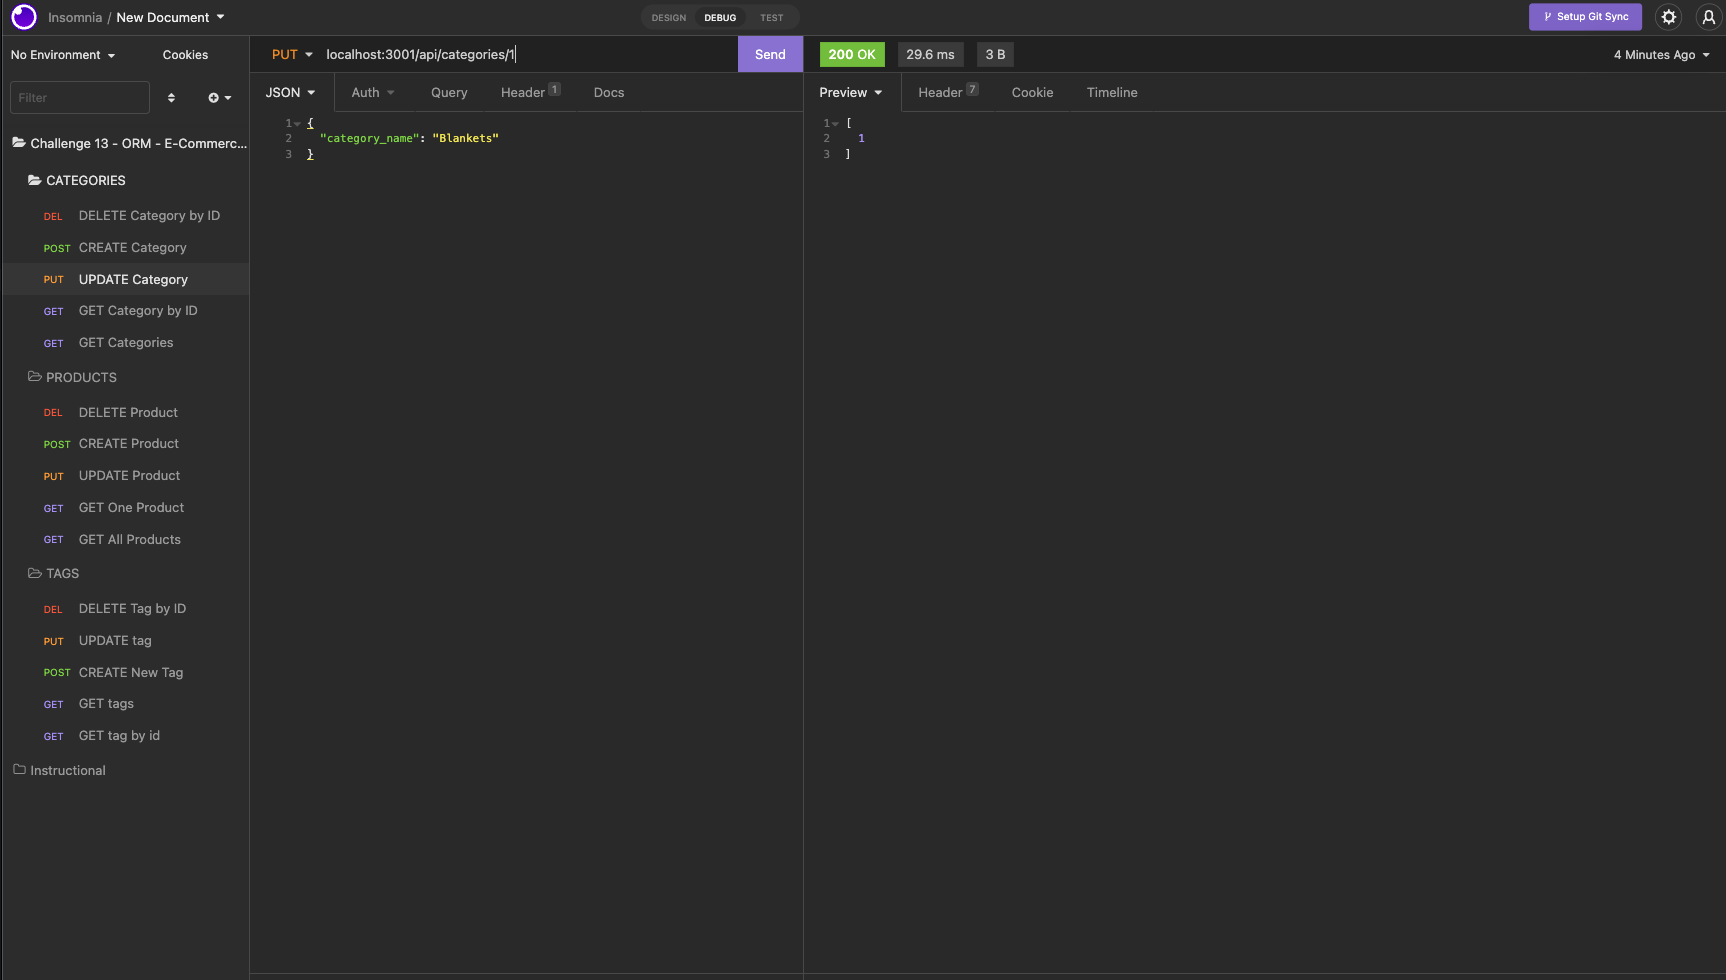 Insomnia / New Document
DESIGN DEBUG TEST
Setup Git Sync
No Environment Cookies
PUT localhost:3001/api/categories/1 Send
200 OK 29.6 ms 3 B
4 Minutes Ago
Filter
JSON Auth Query Header 1 Docs
Preview Header 7 Cookie Timeline
Challenge 13 - ORM - E-Commerc...
CATEGORIES
DEL DELETE Category by ID
POST CREATE Category
PUT UPDATE Category
GET GET Category by ID
GET GET Categories
PRODUCTS
DEL DELETE Product
POST CREATE Product
PUT UPDATE Product
GET GET One Product
GET GET All Products
TAGS
DEL DELETE Tag by ID
PUT UPDATE tag
POST CREATE New Tag
GET GET tags
GET GET tag by id
Instructional
1 {
2 "category_name": "Blankets"
3 }
1 [
2 1
3 ]